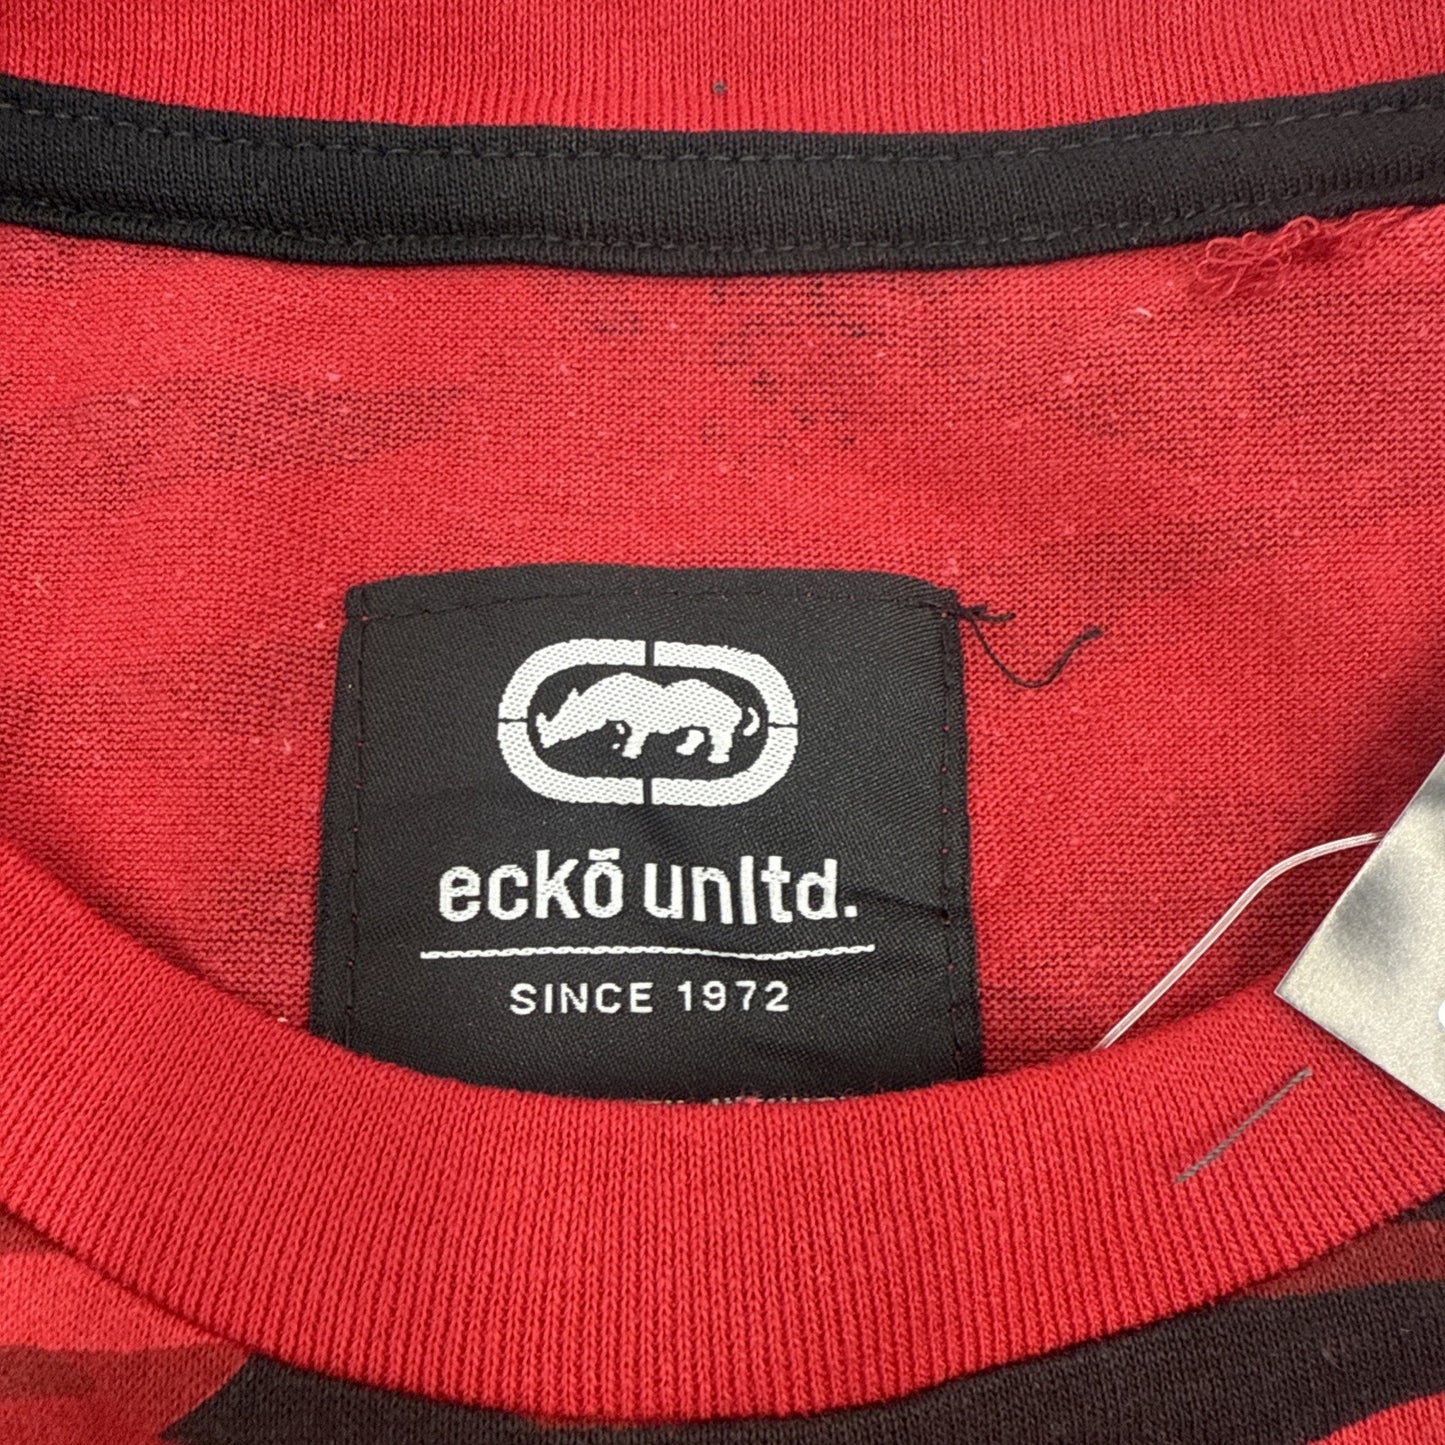 eckō unltd.
SINCE 1972